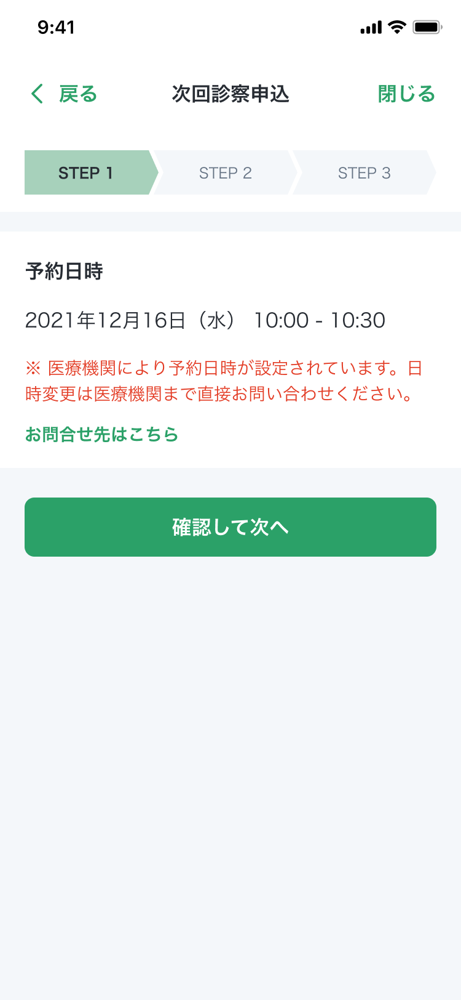 9:41
戻る 次回診察申込 閉じる
STEP 1 STEP 2 STEP 3
予約日時
2021年12月16日（水） 10:00 - 10:30
※ 医療機関により予約日時が設定されています。日
時変更は医療機関まで直接お問い合わせください。
お問合せ先はこちら
確認して次へ